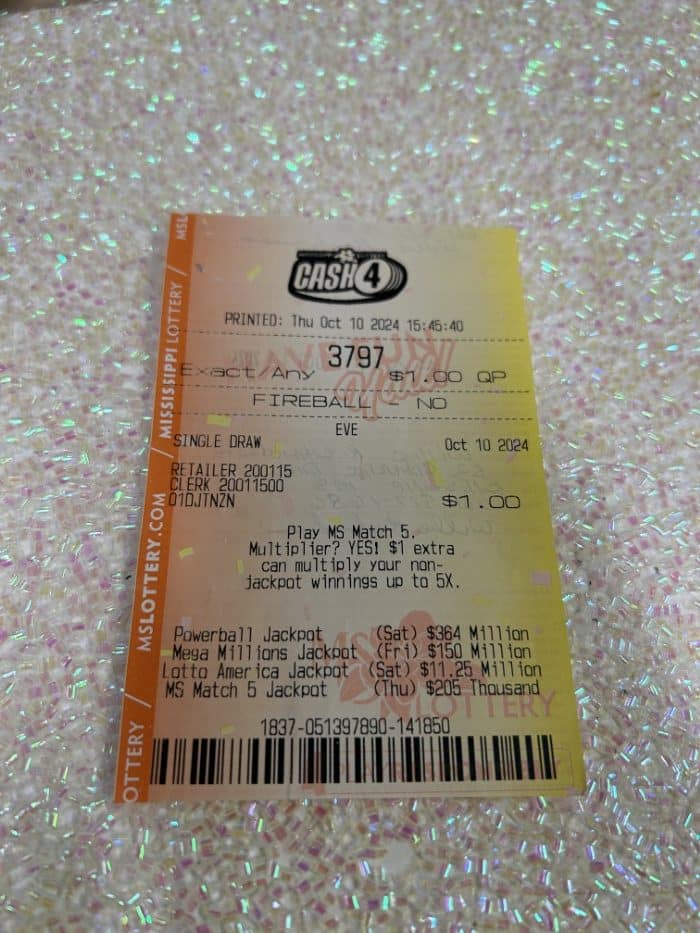 CASH 4
PRINTED: Thu Oct 10 2024 15:45:40
3797
Exact/Any $1.00 QP
FIREBALL - NO
EVE
SINGLE DRAW Oct 10 2024
RETAILER 200115
CLERK 20011500
01DJTNZN $1.00
Play MS Match 5.
Multiplier? YES! $1 extra
can multiply your non-
jackpot winnings up to 5X.
Powerball Jackpot (Sat) $364 Million
Mega Millions Jackpot (Fri) $150 Million
Lotto America Jackpot (Sat) $11.25 Million
MS Match 5 Jackpot (Thu) $205 Thousand
LOTTERY
1837-051397890-141850
OTTERY / MSLOTTERY.COM / MISSISSIPPI LOTTERY / MSL